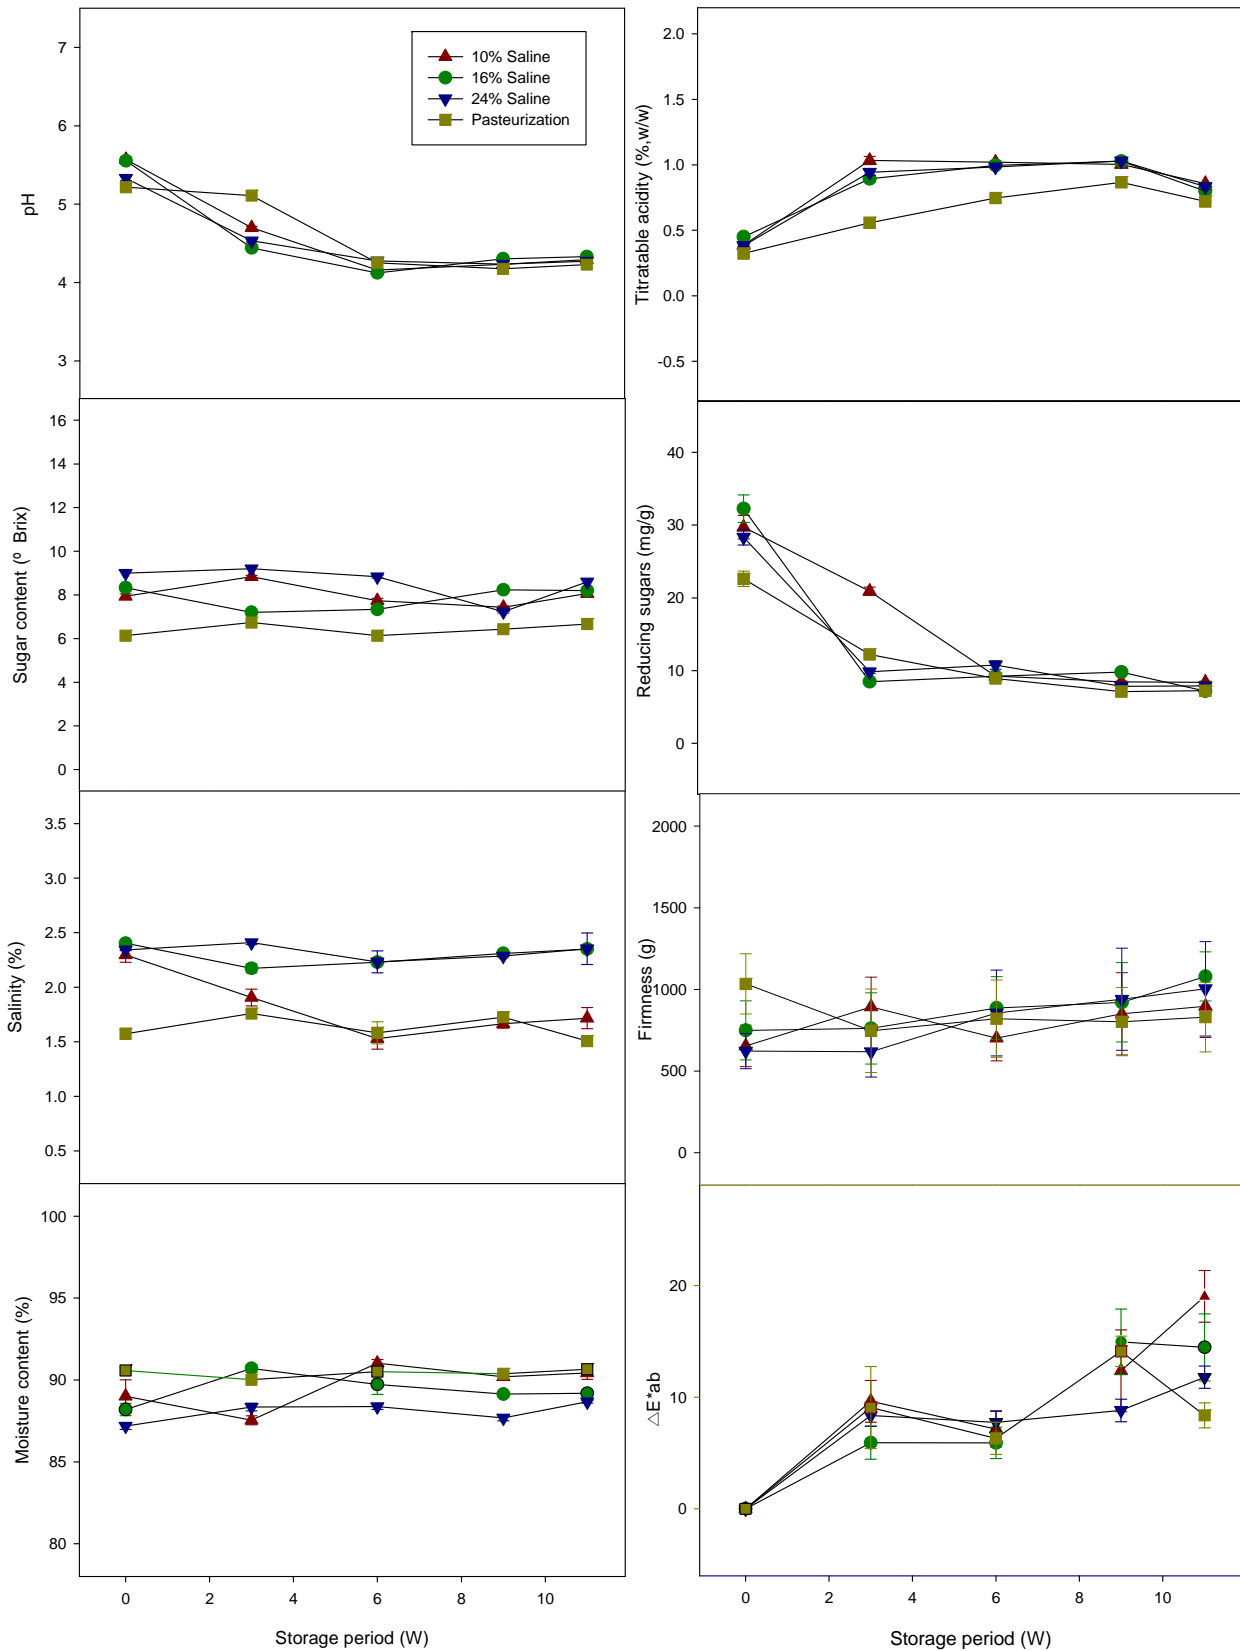 7
6
5
4
3
pH
10% Saline
16% Saline
24% Saline
Pasteurization
2.0
1.5
1.0
0.5
0.0
-0.5
Titratable acidity (%,w/w)
16
14
12
10
8
6
4
2
0
Sugar content (º Brix)
40
30
20
10
0
Reducing sugars (mg/g)
3.5
3.0
2.5
2.0
1.5
1.0
0.5
Salinity (%)
2000
1500
1000
500
0
Firmness (g)
100
95
90
85
80
Moisture content (%)
0 2 4 6 8 10
Storage period (W)
20
10
0
△E*ab
0 2 4 6 8 10
Storage period (W)